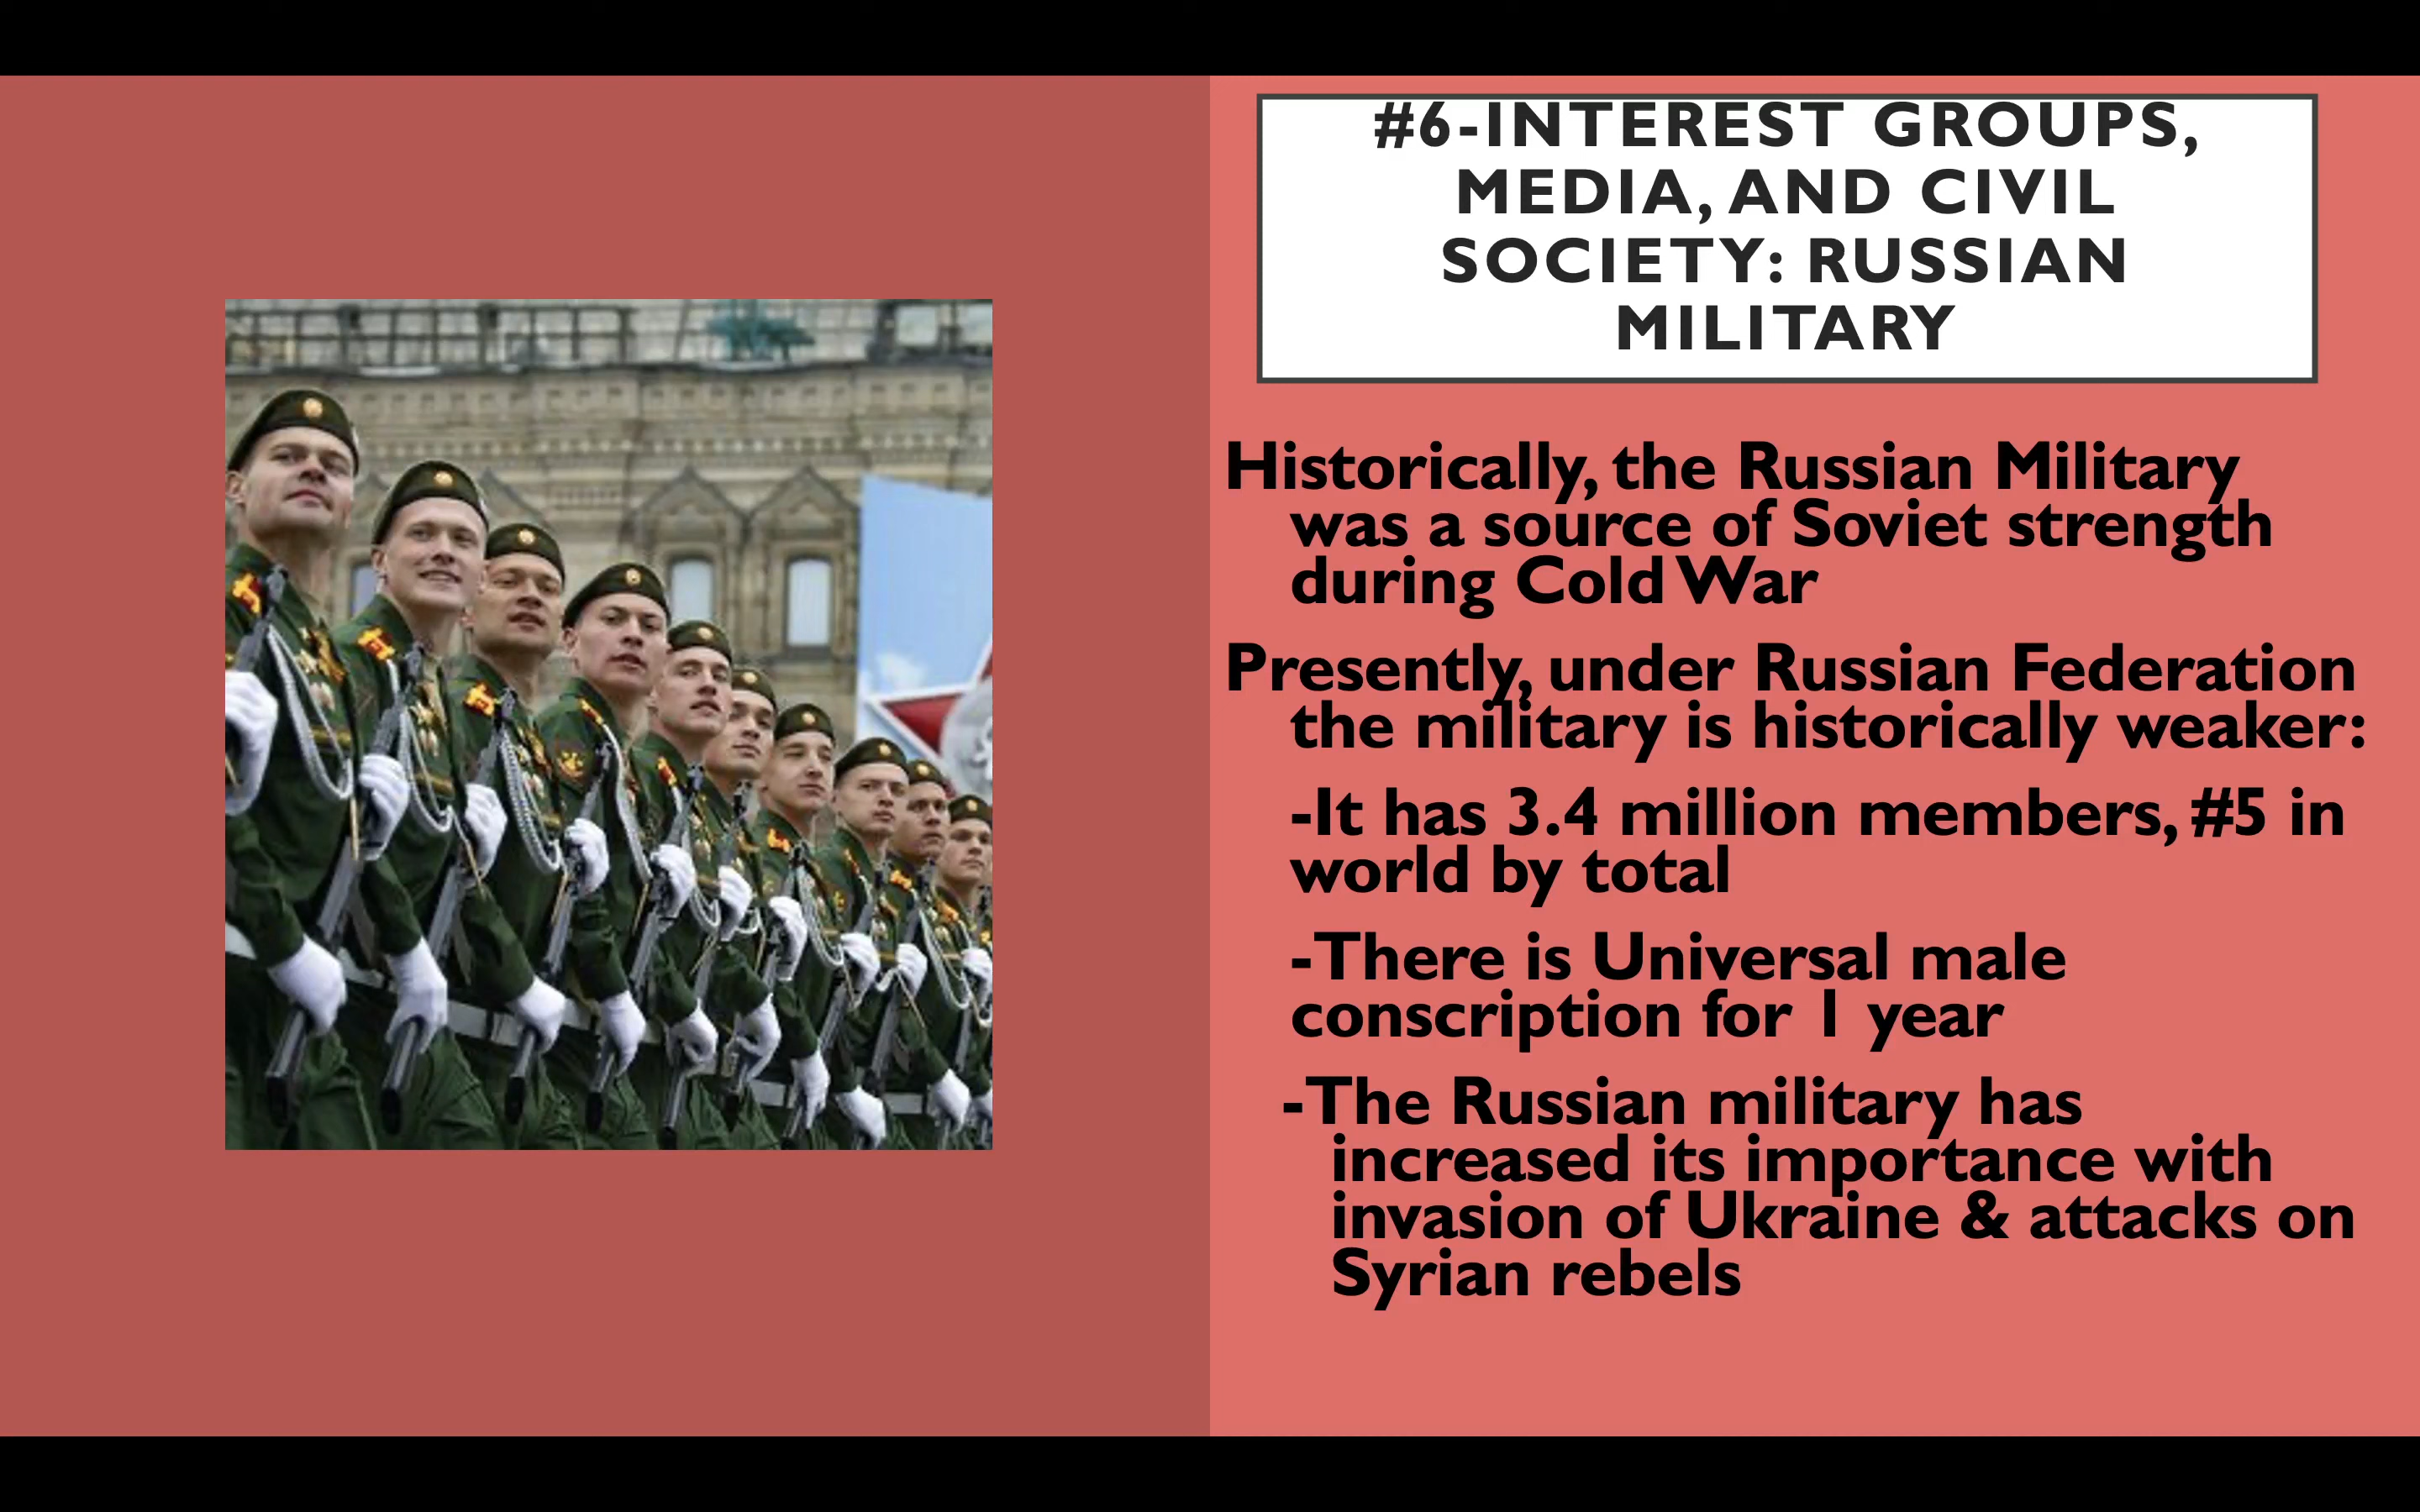 #6-INTEREST GROUPS,
MEDIA, AND CIVIL
SOCIETY: RUSSIAN
MILITARY
Historically, the Russian Military
was a source of Soviet strength
during Cold War
Presently, under Russian Federation
the military is historically weaker:
-It has 3.4 million members, #5 in
world by total
-There is Universal male
conscription for 1 year
-The Russian military has
increased its importance with
invasion of Ukraine & attacks on
Syrian rebels